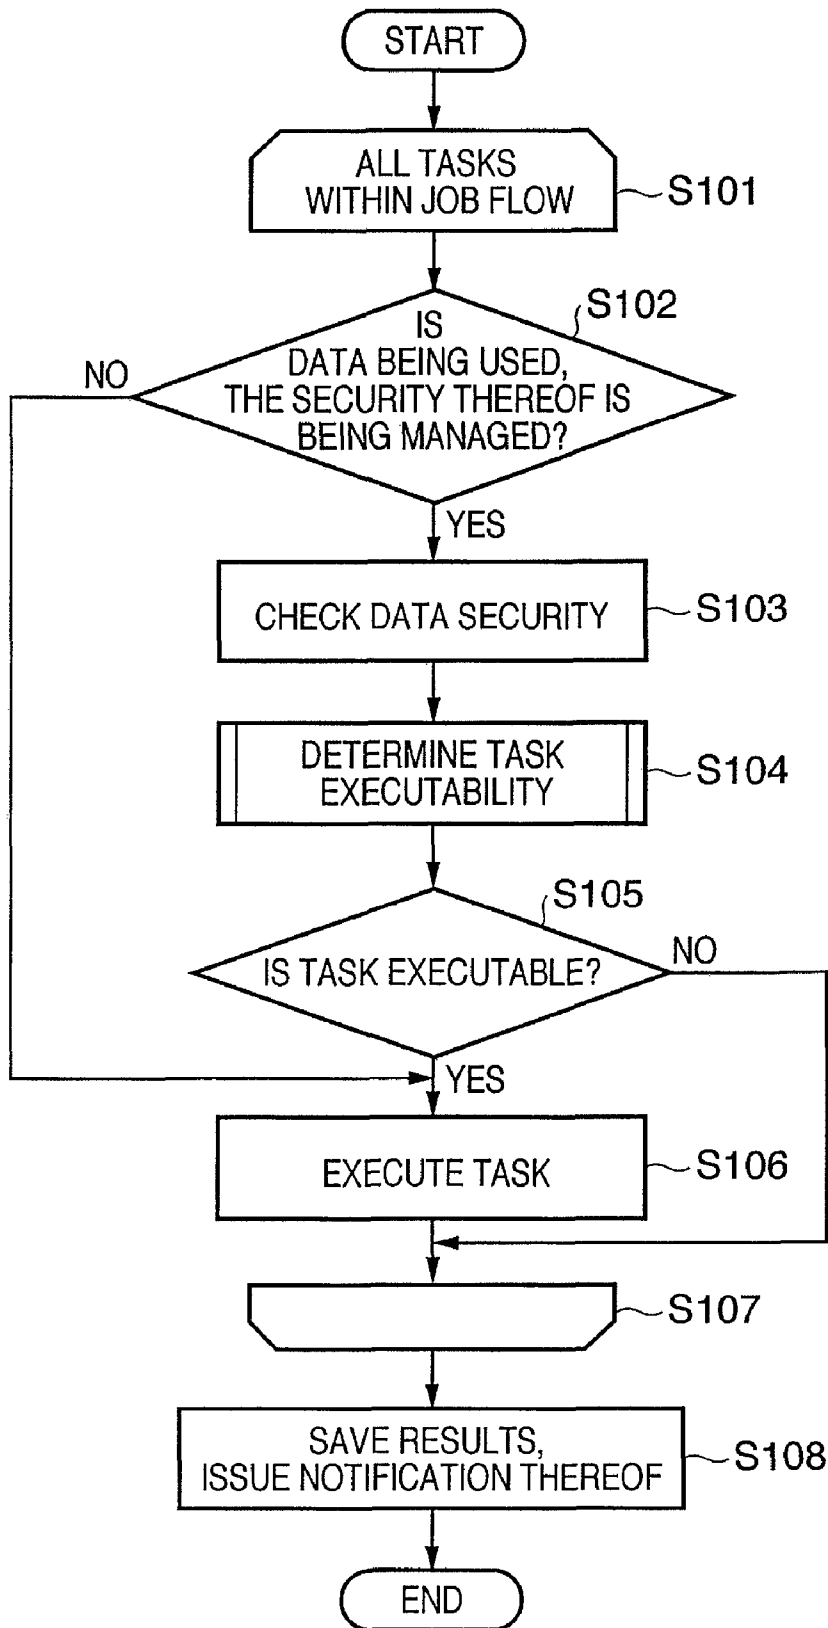 START
ALL TASKS
WITHIN JOB FLOW
S101
S102
IS
DATA BEING USED,
THE SECURITY THEREOF IS
BEING MANAGED?
NO
YES
CHECK DATA SECURITY
S103
DETERMINE TASK
EXECUTABILITY
S104
S105
IS TASK EXECUTABLE?
NO
YES
EXECUTE TASK
S106
S107
SAVE RESULTS,
ISSUE NOTIFICATION THEREOF
S108
END